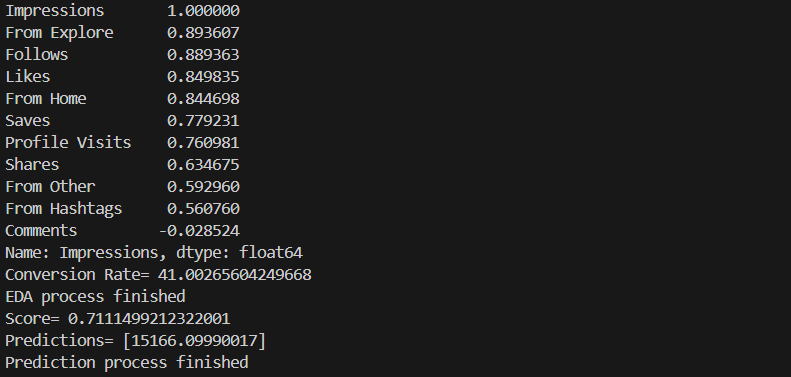 Impressions       1.000000
From Explore      0.893607
Follows           0.889363
Likes             0.849835
From Home         0.844698
Saves             0.779231
Profile Visits    0.760981
Shares            0.634675
From Other        0.592960
From Hashtags     0.560760
Comments         -0.028524
Name: Impressions, dtype: float64
Conversion Rate= 41.00265604249668
EDA process finished
Score= 0.7111499212322001
Predictions= [15166.09990017]
Prediction process finished